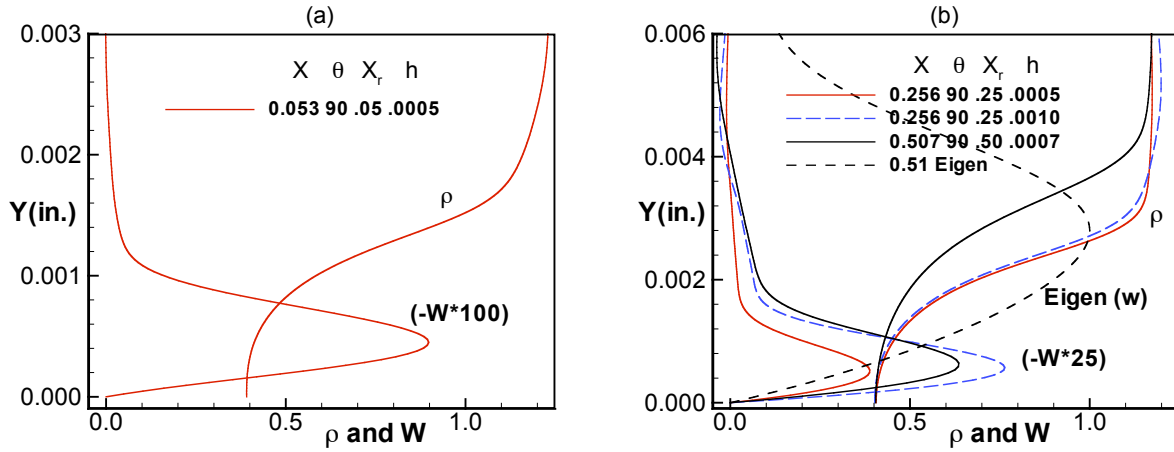 (a)
0.003
0.002
Y(in.)
0.001
0.000
X θ Xr h
0.053 90 .05 .0005
ρ
(-W*100)
0.0 0.5 1.0
ρ and W
(b)
0.006
0.004
Y(in.)
0.002
0.000
X θ Xr h
0.256 90 .25 .0005
0.256 90 .25 .0010
0.507 90 .50 .0007
0.51 Eigen
ρ
Eigen (w)
(-W*25)
0.0 0.5 1.0
ρ and W